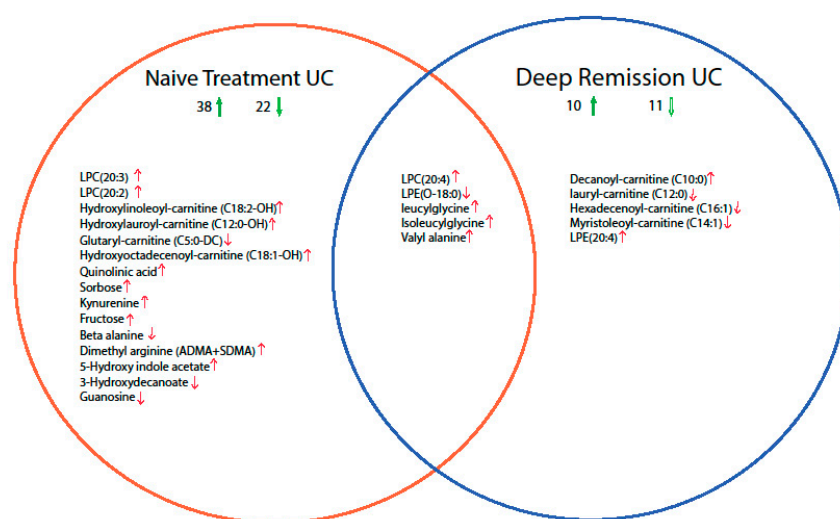 Naive Treatment UC
38 ↑ 22 ↓
Deep Remission UC
10 ↑ 11 ⇩
LPC(20:3) ↑
LPC(20:2) ↑
Hydroxylinoleoyl-carnitine (C18:2-OH)↑
Hydroxylauroyl-carnitine (C12:0-OH)↑
Glutaryl-carnitine (C5:0-DC)↓
Hydroxyoctadecenoyl-carnitine (C18:1-OH)↑
Quinolinic acid↑
Sorbose↑
Kynurenine ↑
Fructose↑
Beta alanine ↓
Dimethyl arginine (ADMA+SDMA) ↑
5-Hydroxy indole acetate↑
3-Hydroxydecanoate↓
Guanosine↓
LPC(20:4)↑
LPE(O-18:0)↓
leucylglycine ↑
Isoleucylglycine ↑
Valyl alanine↑
Decanoyl-carnitine (C10:0)↑
lauryl-carnitine (C12:0)↓
Hexadecenoyl-carnitine (C16:1)↓
Myristoleoyl-carnitine (C14:1)↓
LPE(20:4) ↑